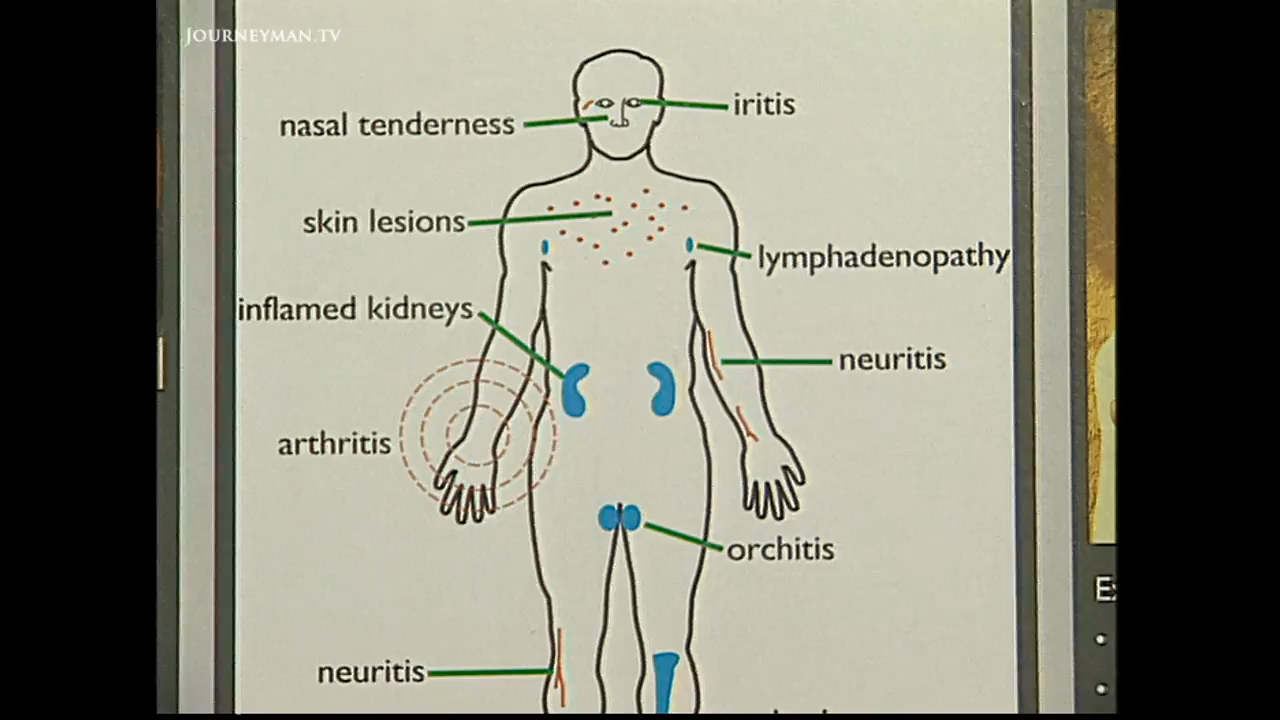 JOURNEYMAN.TV
iritis
nasal tenderness
skin lesions
lymphadenopathy
inflamed kidneys
neuritis
arthritis
orchitis
neuritis